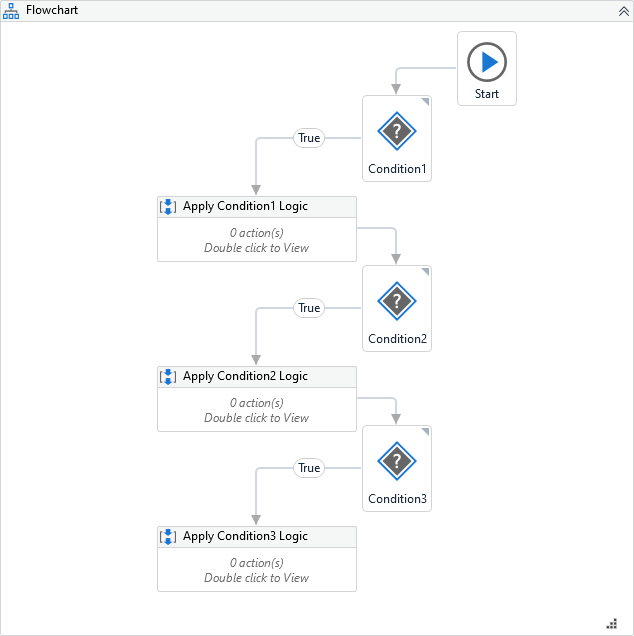 Flowchart
Start
?
Condition1
True
Apply Condition1 Logic
0 action(s)
Double click to View
?
Condition2
True
Apply Condition2 Logic
0 action(s)
Double click to View
?
Condition3
True
Apply Condition3 Logic
0 action(s)
Double click to View